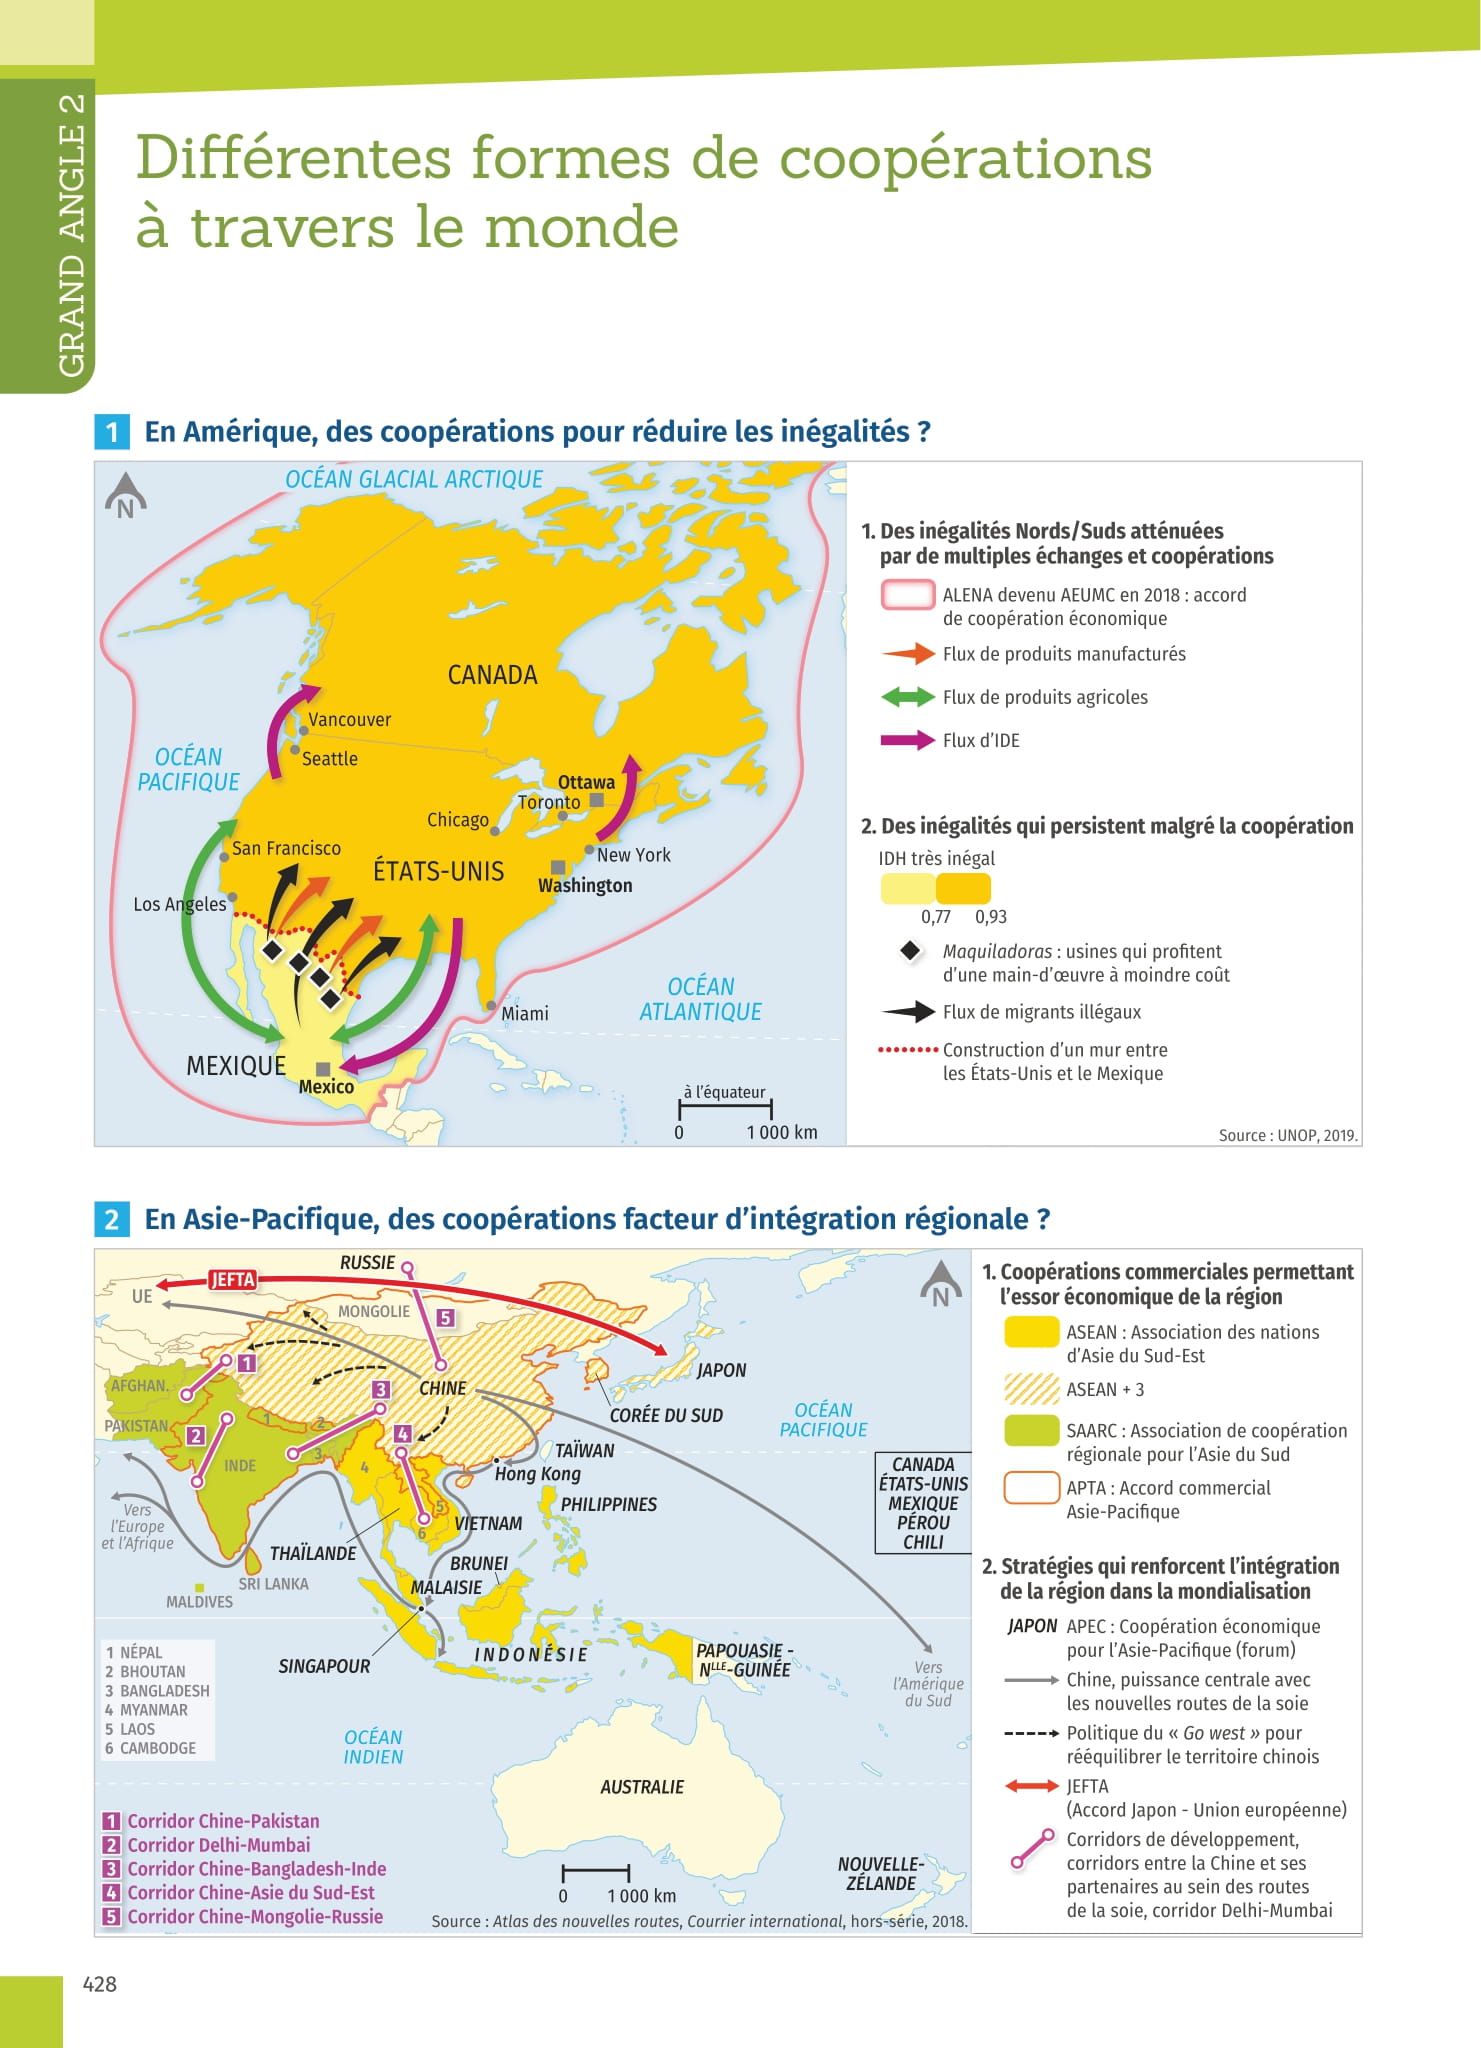 GRAND ANGLE 2
Différentes formes de coopérations
à travers le monde
1 En Amérique, des coopérations pour réduire les inégalités ?
N
OCÉAN GLACIAL ARCTIQUE
CANADA
Vancouver
Seattle
OCÉAN
PACIFIQUE
Ottawa
Toronto
Chicago
San Francisco
ÉTATS-UNIS
New York
Washington
Los Angeles
OCÉAN
ATLANTIQUE
Miami
MEXIQUE
Mexico
à l'équateur
0 1 000 km
1. Des inégalités Nords/Suds atténuées
par de multiples échanges et coopérations
ALENA devenu AEUMC en 2018 : accord
de coopération économique
Flux de produits manufacturés
Flux de produits agricoles
Flux d'IDE
2. Des inégalités qui persistent malgré la coopération
IDH très inégal
0,77 0,93
Maquiladoras : usines qui profitent
d'une main-d'œuvre à moindre coût
Flux de migrants illégaux
Construction d'un mur entre
les États-Unis et le Mexique
Source : UNOP, 2019.
2 En Asie-Pacifique, des coopérations facteur d'intégration régionale ?
RUSSIE
JEFTA
UE
MONGOLIE
5
N
1
AFGHAN.
CHINE
JAPON
3
CORÉE DU SUD
PAKISTAN
1
2
2
4
OCÉAN
PACIFIQUE
INDE
3
4
TAÏWAN
Hong Kong
CANADA
ÉTATS-UNIS
MEXIQUE
PÉROU
CHILI
Vers
l'Europe
et l'Afrique
5
6
PHILIPPINES
VIETNAM
THAÏLANDE
BRUNEI
SRI LANKA
MALAISIE
MALDIVES
SINGAPOUR
INDONÉSIE
PAPOUASIE -
NLLE-GUINÉE
Vers
l'Amérique
du Sud
1 NÉPAL
2 BHOUTAN
3 BANGLADESH
4 MYANMAR
5 LAOS
6 CAMBODGE
OCÉAN
INDIEN
AUSTRALIE
NOUVELLE-
ZÉLANDE
1 Corridor Chine-Pakistan
2 Corridor Delhi-Mumbai
3 Corridor Chine-Bangladesh-Inde
4 Corridor Chine-Asie du Sud-Est
5 Corridor Chine-Mongolie-Russie
0 1 000 km
Source : Atlas des nouvelles routes, Courrier international, hors-série, 2018.
1. Coopérations commerciales permettant
l'essor économique de la région
ASEAN : Association des nations
d'Asie du Sud-Est
ASEAN + 3
SAARC : Association de coopération
régionale pour l'Asie du Sud
APTA : Accord commercial
Asie-Pacifique
2. Stratégies qui renforcent l'intégration
de la région dans la mondialisation
JAPON APEC : Coopération économique
pour l'Asie-Pacifique (forum)
Chine, puissance centrale avec
les nouvelles routes de la soie
Politique du « Go west » pour
rééquilibrer le territoire chinois
JEFTA
(Accord Japon - Union européenne)
Corridors de développement,
corridors entre la Chine et ses
partenaires au sein des routes
de la soie, corridor Delhi-Mumbai
428